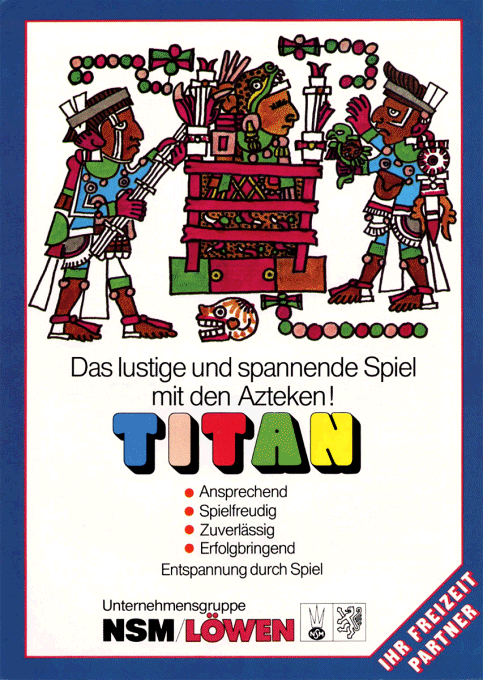 Das lustige und spannende Spiel
mit den Azteken!
TITAN
• Ansprechend
• Spielfreudig
• Zuverlässig
• Erfolgbringend
Entspannung durch Spiel
Unternehmensgruppe
NSM/LÖWEN
NSM
IHR FREIZEIT
PARTNER